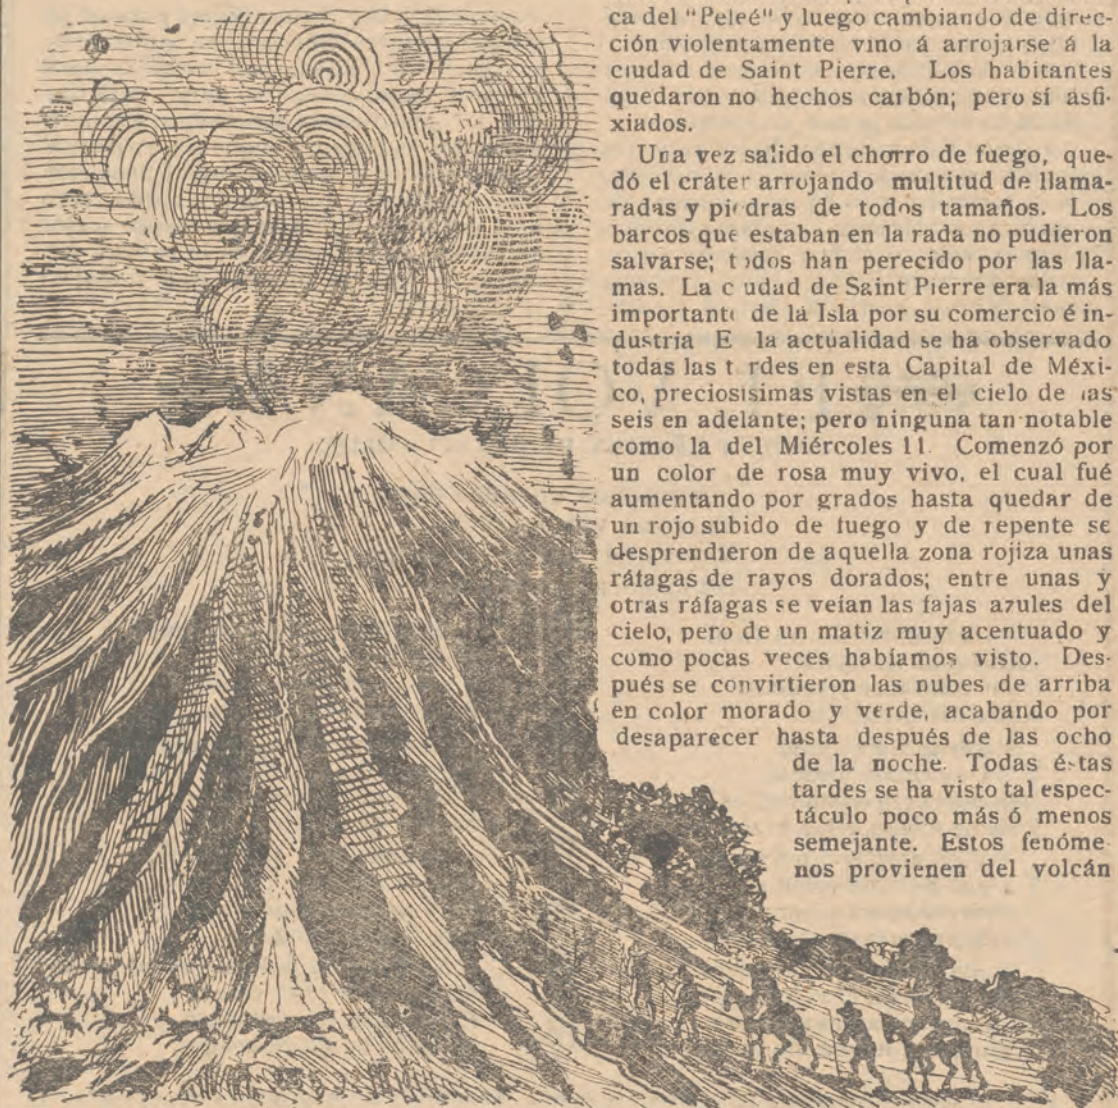 ca del "Peleé" y luego cambiando de direc-
ción violentamente vino á arrojarse á la
ciudad de Saint Pierre. Los habitantes
quedaron no hechos carbón; pero sí asfi-
xiados.
Una vez salido el chorro de fuego, que-
dó el cráter arrojando multitud de llama-
radas y piedras de todos tamaños. Los
barcos que estaban en la rada no pudieron
salvarse; todos han perecido por las lla-
mas. La c udad de Saint Pierre era la más
importante de la Isla por su comercio é in-
dustria E la actualidad se ha observado
todas las t rdes en esta Capital de Méxi-
co, preciosisimas vistas en el cielo de las
seis en adelante; pero ninguna tan notable
como la del Miércoles 11. Comenzó por
un color de rosa muy vivo, el cual fué
aumentando por grados hasta quedar de
un rojo subido de fuego y de repente se
desprendieron de aquella zona rojiza unas
ráfagas de rayos dorados; entre unas y
otras ráfagas se veían las fajas azules del
cielo, pero de un matiz muy acentuado y
como pocas veces habíamos visto. Des-
pués se convirtieron las nubes de arriba
en color morado y verde, acabando por
desaparecer hasta después de las ocho
de la noche. Todas éstas
tardes se ha visto tal espec-
táculo poco más ó menos
semejante. Estos fenóme
nos provienen del volcán